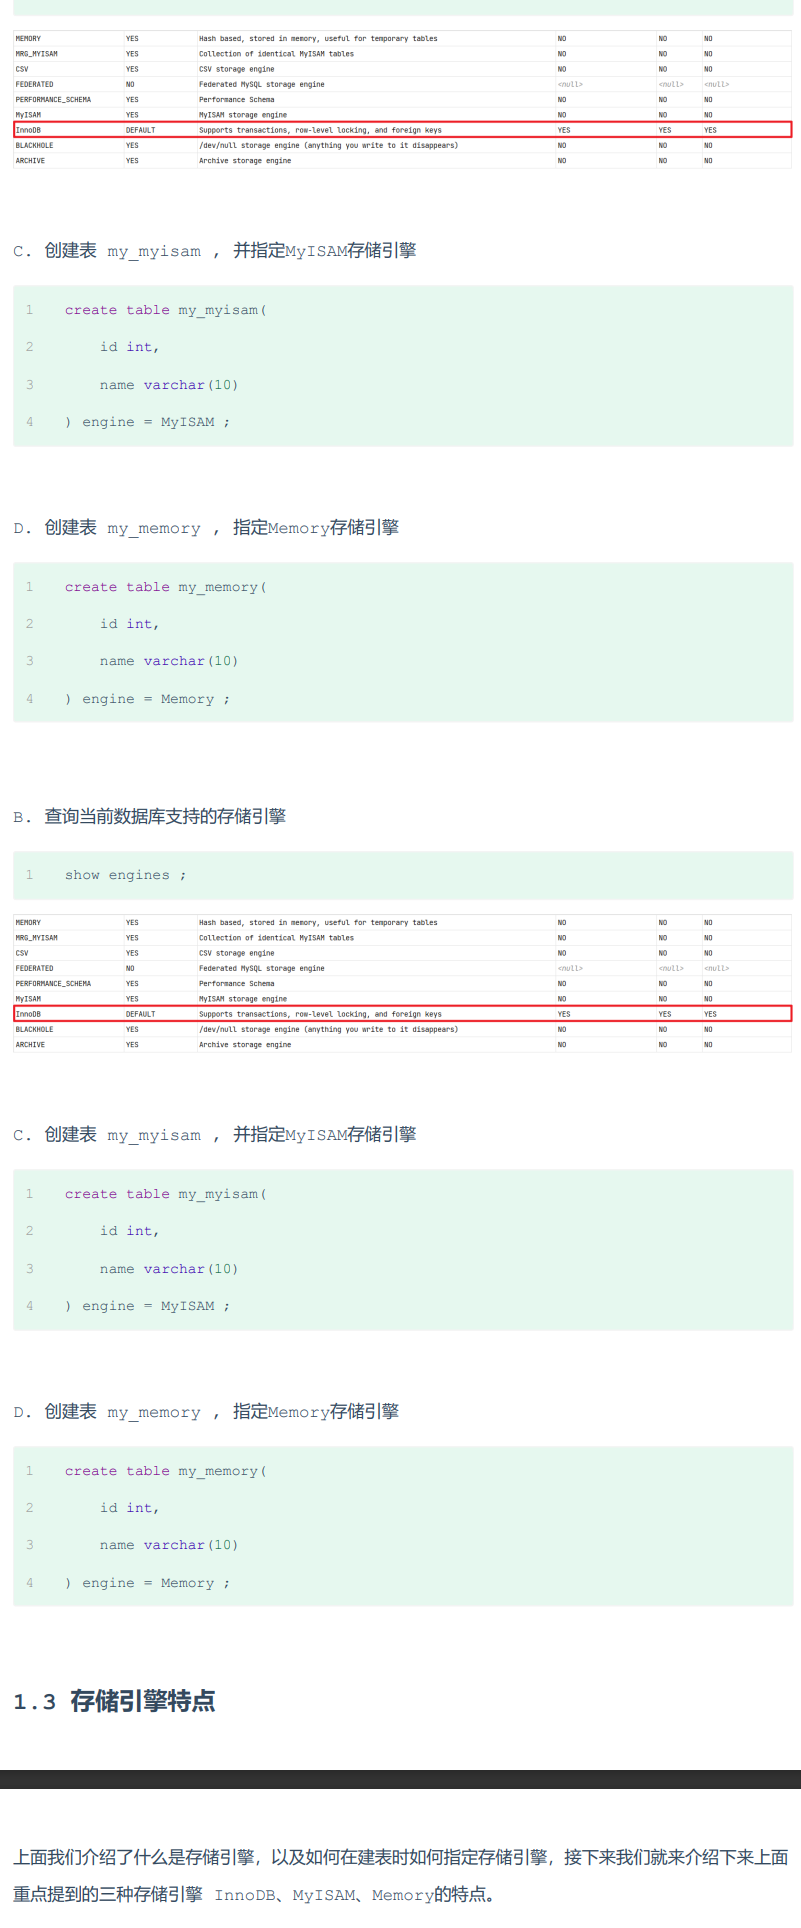 MEMORY YES Hash based, stored in memory, useful for temporary tables NO NO NO
MRG_MYISAM YES Collection of identical MyISAM tables NO NO NO
CSV YES CSV storage engine NO NO NO
FEDERATED NO Federated MySQL storage engine <null> <null> <null>
PERFORMANCE_SCHEMA YES Performance Schema NO NO NO
MyISAM YES MyISAM storage engine NO NO NO
InnoDB DEFAULT Supports transactions, row-level locking, and foreign keys YES YES YES
BLACKHOLE YES /dev/null storage engine (anything you write to it disappears) NO NO NO
ARCHIVE YES Archive storage engine NO NO NO
C. 创建表 my_myisam , 并指定MyISAM存储引擎
1 create table my_myisam(
2 id int,
3 name varchar(10)
4 ) engine = MyISAM ;
D. 创建表 my_memory , 指定Memory存储引擎
1 create table my_memory(
2 id int,
3 name varchar(10)
4 ) engine = Memory ;
B. 查询当前数据库支持的存储引擎
1 show engines ;
MEMORY YES Hash based, stored in memory, useful for temporary tables NO NO NO
MRG_MYISAM YES Collection of identical MyISAM tables NO NO NO
CSV YES CSV storage engine NO NO NO
FEDERATED NO Federated MySQL storage engine <null> <null> <null>
PERFORMANCE_SCHEMA YES Performance Schema NO NO NO
MyISAM YES MyISAM storage engine NO NO NO
InnoDB DEFAULT Supports transactions, row-level locking, and foreign keys YES YES YES
BLACKHOLE YES /dev/null storage engine (anything you write to it disappears) NO NO NO
ARCHIVE YES Archive storage engine NO NO NO
C. 创建表 my_myisam , 并指定MyISAM存储引擎
1 create table my_myisam(
2 id int,
3 name varchar(10)
4 ) engine = MyISAM ;
D. 创建表 my_memory , 指定Memory存储引擎
1 create table my_memory(
2 id int,
3 name varchar(10)
4 ) engine = Memory ;
1.3 存储引擎特点
上面我们介绍了什么是存储引擎，以及如何在建表时如何指定存储引擎，接下来我们就来介绍下来上面
重点提到的三种存储引擎 InnoDB、MyISAM、Memory的特点。